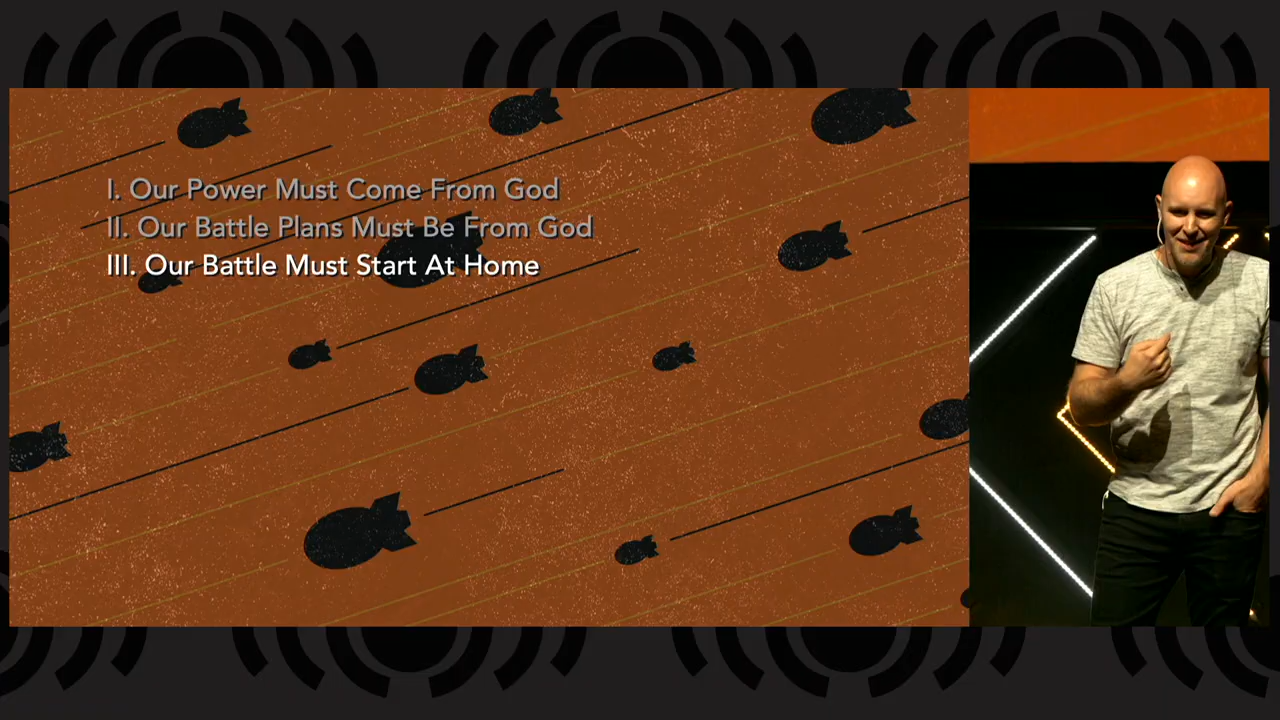 I. Our Power Must Come From God
II. Our Battle Plans Must Be From God
III. Our Battle Must Start At Home